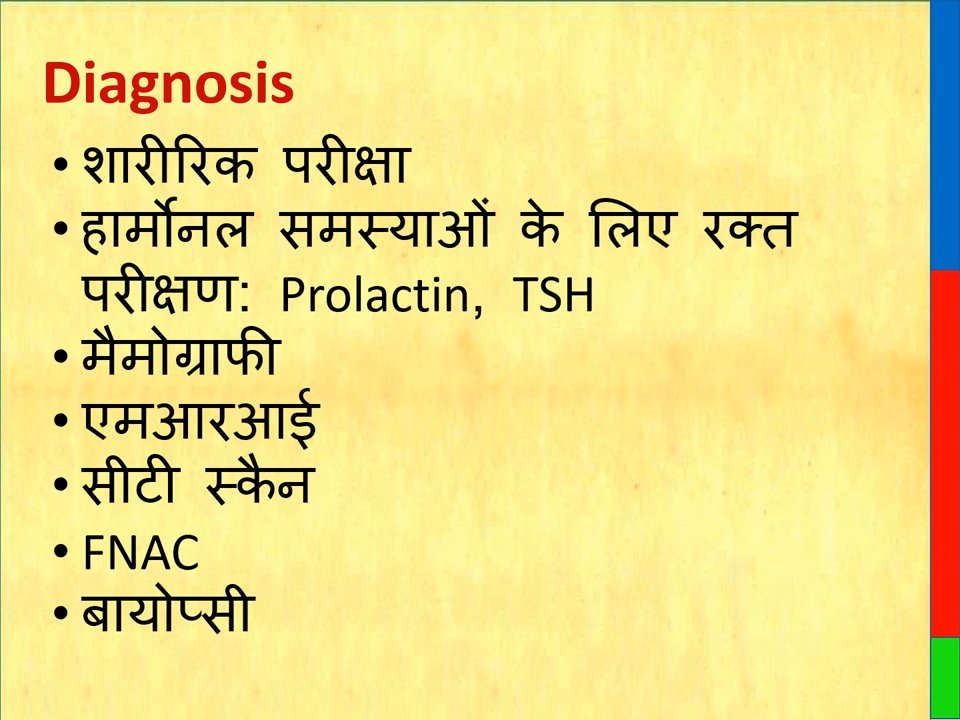 Diagnosis
• शारीरिक परीक्षा
• हार्मोनल समस्याओं के लिए रक्त
परीक्षण: Prolactin, TSH
• मैमोग्राफी
• एमआरआई
• सीटी स्कैन
• FNAC
• बायोप्सी